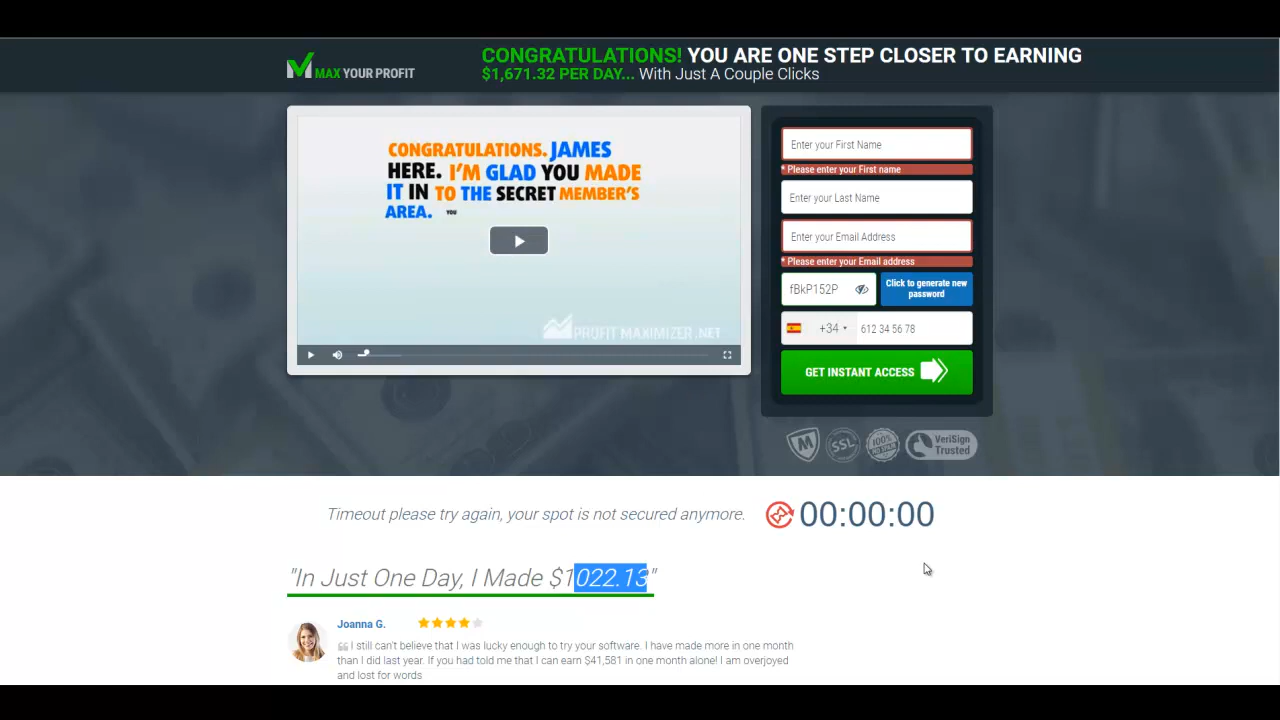 MAX YOUR PROFIT
CONGRATULATIONS! YOU ARE ONE STEP CLOSER TO EARNING
$1,671.32 PER DAY... With Just A Couple Clicks
CONGRATULATIONS. JAMES
HERE. I'M GLAD YOU MADE
IT IN TO THE SECRET MEMBER'S
AREA. YOU
PROFIT MAXIMIZER .NET
Enter your First Name
* Please enter your First name
Enter your Last Name
Enter your Email Address
* Please enter your Email address
fBkP152P
Click to generate new
password
+34
612 34 56 78
GET INSTANT ACCESS
M
SSL
100%
NO SPAM
VeriSign
Trusted
Timeout please try again, your spot is not secured anymore.
00:00:00
"In Just One Day, I Made $1022.13"
Joanna G.
I still can't believe that I was lucky enough to try your software. I have made more in one month
than I did last year. If you had told me that I can earn $41,581 in one month alone! I am overjoyed
and lost for words